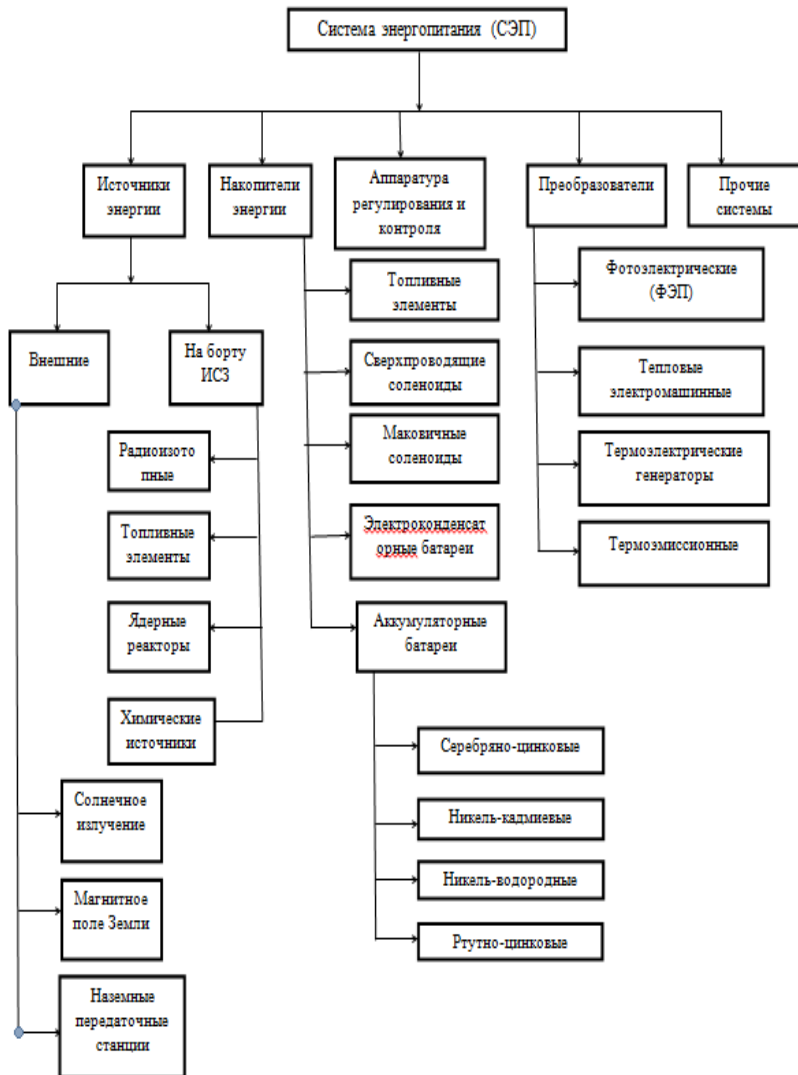 Система энергопитания (СЭП)
Источники
энергии
Накопители
энергии
Аппаратура
регулирования и
контроля
Преобразователи
Прочие
системы
Внешние
На борту
ИСЗ
Топливные
элементы
Сверхпроводящие
соленоиды
Маковичные
соленоиды
Электроконденсат
орные батареи
Аккумуляторные
батареи
Фотоэлектрические
(ФЭП)
Тепловые
электромашинные
Термоэлектрические
генераторы
Термоэмиссионные
Радиоизото
пные
Топливные
элементы
Ядерные
реакторы
Химические
источники
Серебряно-цинковые
Никель-кадмиевые
Никель-водородные
Ртутно-цинковые
Солнечное
излучение
Магнитное
поле Земли
Наземные
передаточные
станции